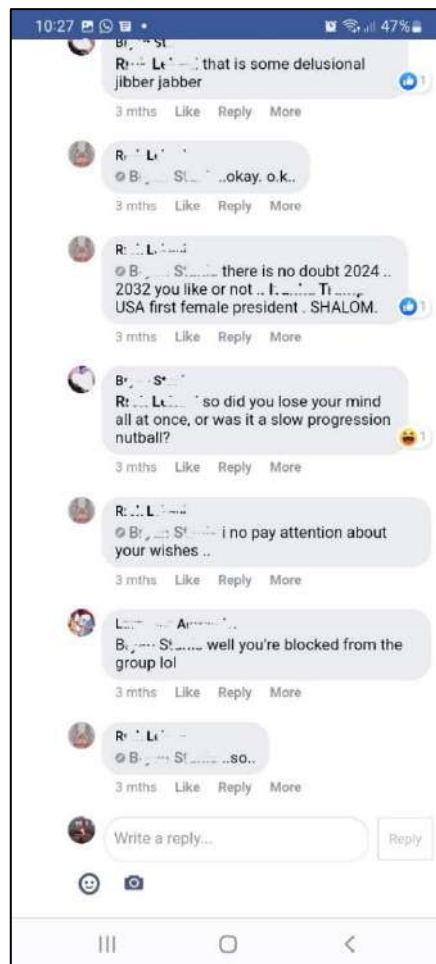 10:27 47%
that is some delusional
jibber jabber
1
3 mths Like Reply More
..okay. o.k..
3 mths Like Reply More
there is no doubt 2024 ..
2032 you like or not ..
USA first female president . SHALOM.
1
3 mths Like Reply More
so did you lose your mind
all at once, or was it a slow progression
nutball?
1
3 mths Like Reply More
i no pay attention about
your wishes ..
3 mths Like Reply More
well you're blocked from the
group lol
3 mths Like Reply More
..so..
3 mths Like Reply More
Write a reply...
Reply